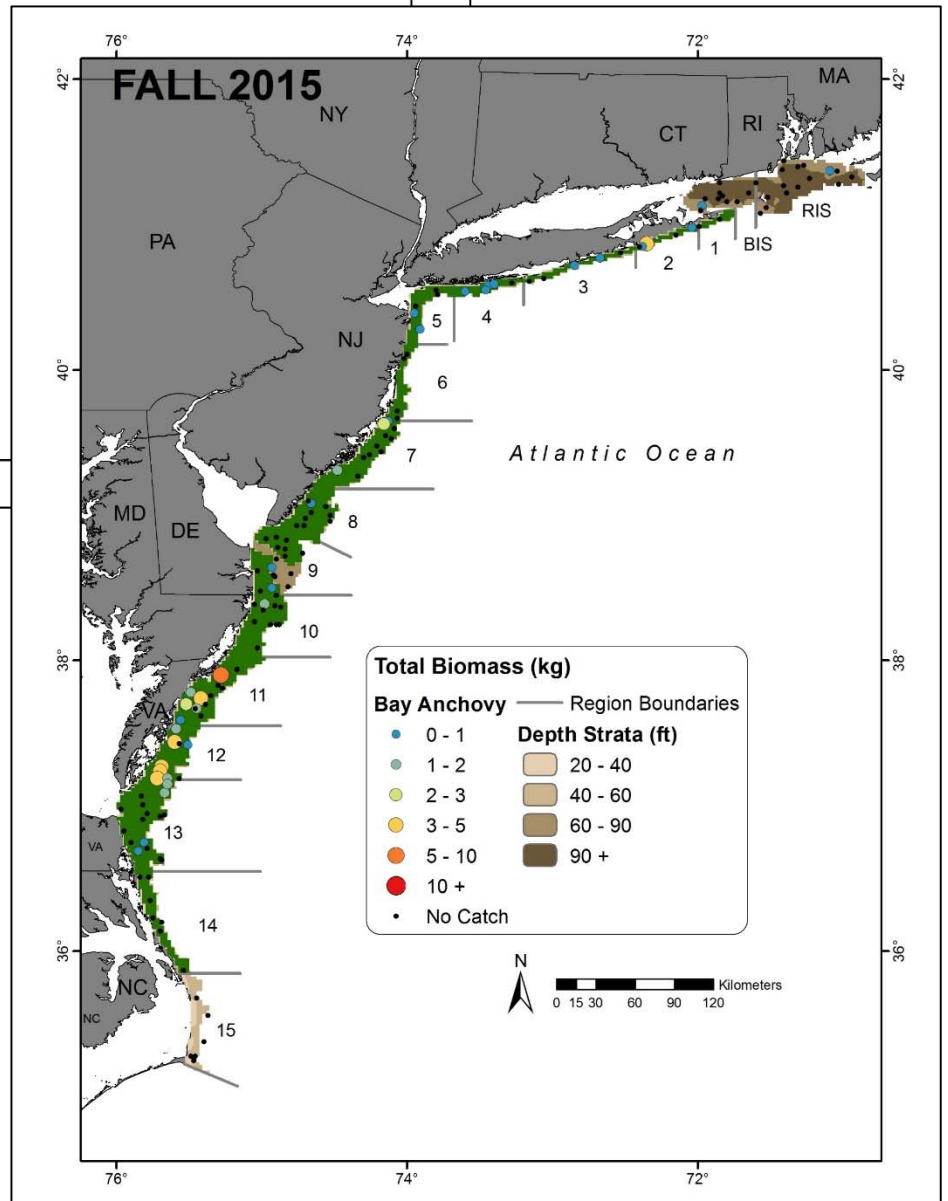 76°
74°
72°
FALL 2015
42°
42°
NY
MA
CT
RI
RIS
BIS
PA
1
2
3
4
5
NJ
40°
40°
6
7
Atlantic Ocean
MD
DE
8
9
10
38°
38°
11
VA
12
13
VA
14
36°
36°
NC
NC
15
Total Biomass (kg)
Bay Anchovy
0 - 1
1 - 2
2 - 3
3 - 5
5 - 10
10 +
No Catch
Region Boundaries
Depth Strata (ft)
20 - 40
40 - 60
60 - 90
90 +
N
Kilometers
0 15 30 60 90 120
76°
74°
72°